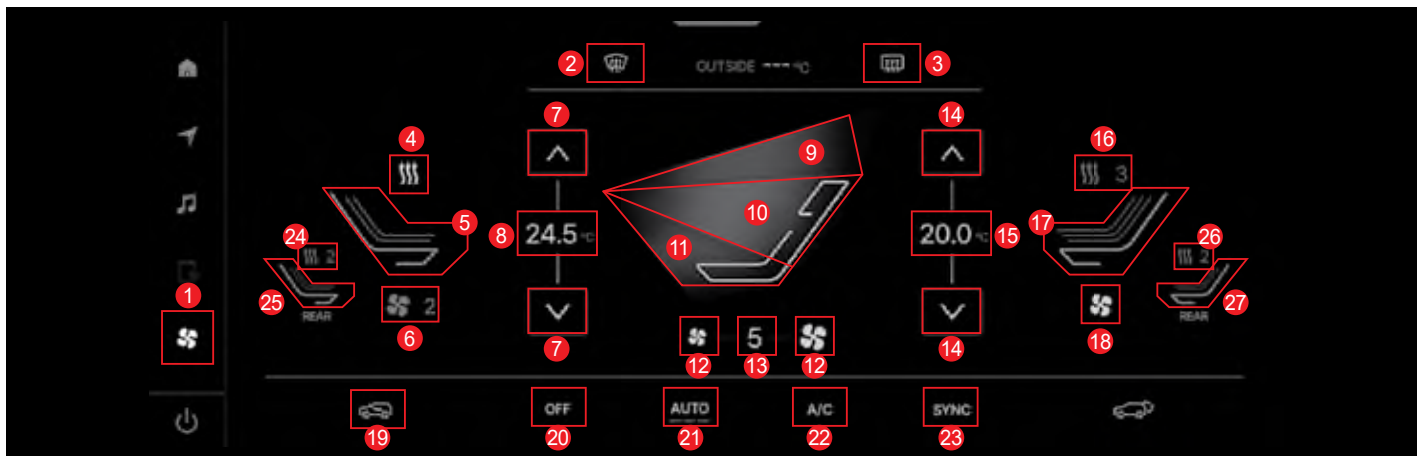 2 OUTSIDE ---°C 3
7 14
4 9 16
24.5°C 20.0°C
3
5 8 10 17 15
24 11 26
2 2
25 6 2 27
REAR REAR
1 7 18 14
5
12 13 12
OFF AUTO A/C SYNC
19 20 21 22 23